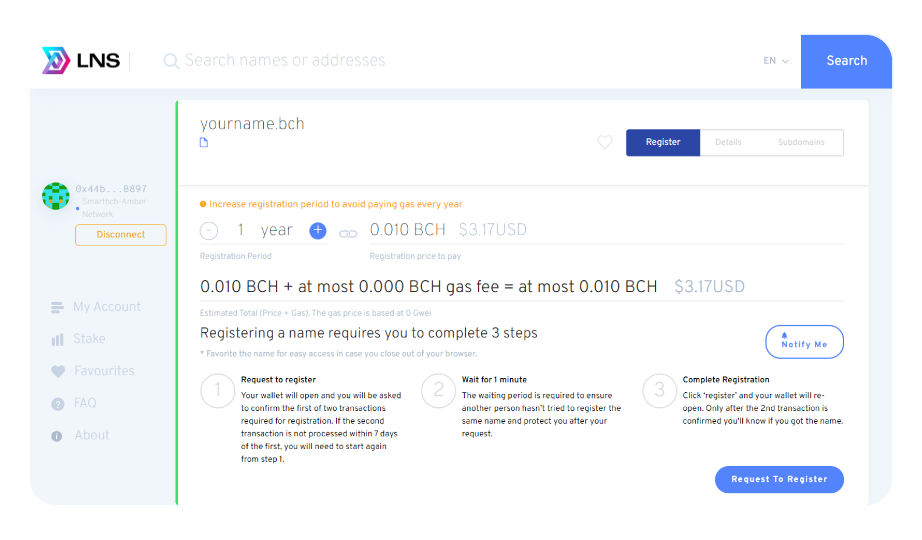 LNS
Search names or addresses
EN
Search
yourname.bch
Register
Details
Subdomains
0x44b...B897
Smartbch-Amber
Network
Disconnect
My Account
Stake
Favourites
FAQ
About
Increase registration period to avoid paying gas every year
- 1 year +
0.010 BCH $3.17USD
Registration Period
Registration price to pay
0.010 BCH + at most 0.000 BCH gas fee = at most 0.010 BCH $3.17USD
Estimated Total (Price + Gas). The gas price is based at 0 Gwei
Registering a name requires you to complete 3 steps
* Favorite the name for easy access in case you close out of your browser.
Notify Me
1
Request to register
Your wallet will open and you will be asked
to confirm the first of two transactions
required for registration. If the second
transaction is not processed within 7 days
of the first, you will need to start again
from step 1.
2
Wait for 1 minute
The waiting period is required to ensure
another person hasn't tried to register the
same name and protect you after your
request.
3
Complete Registration
Click 'register' and your wallet will re-
open. Only after the 2nd transaction is
confirmed you'll know if you got the name.
Request To Register